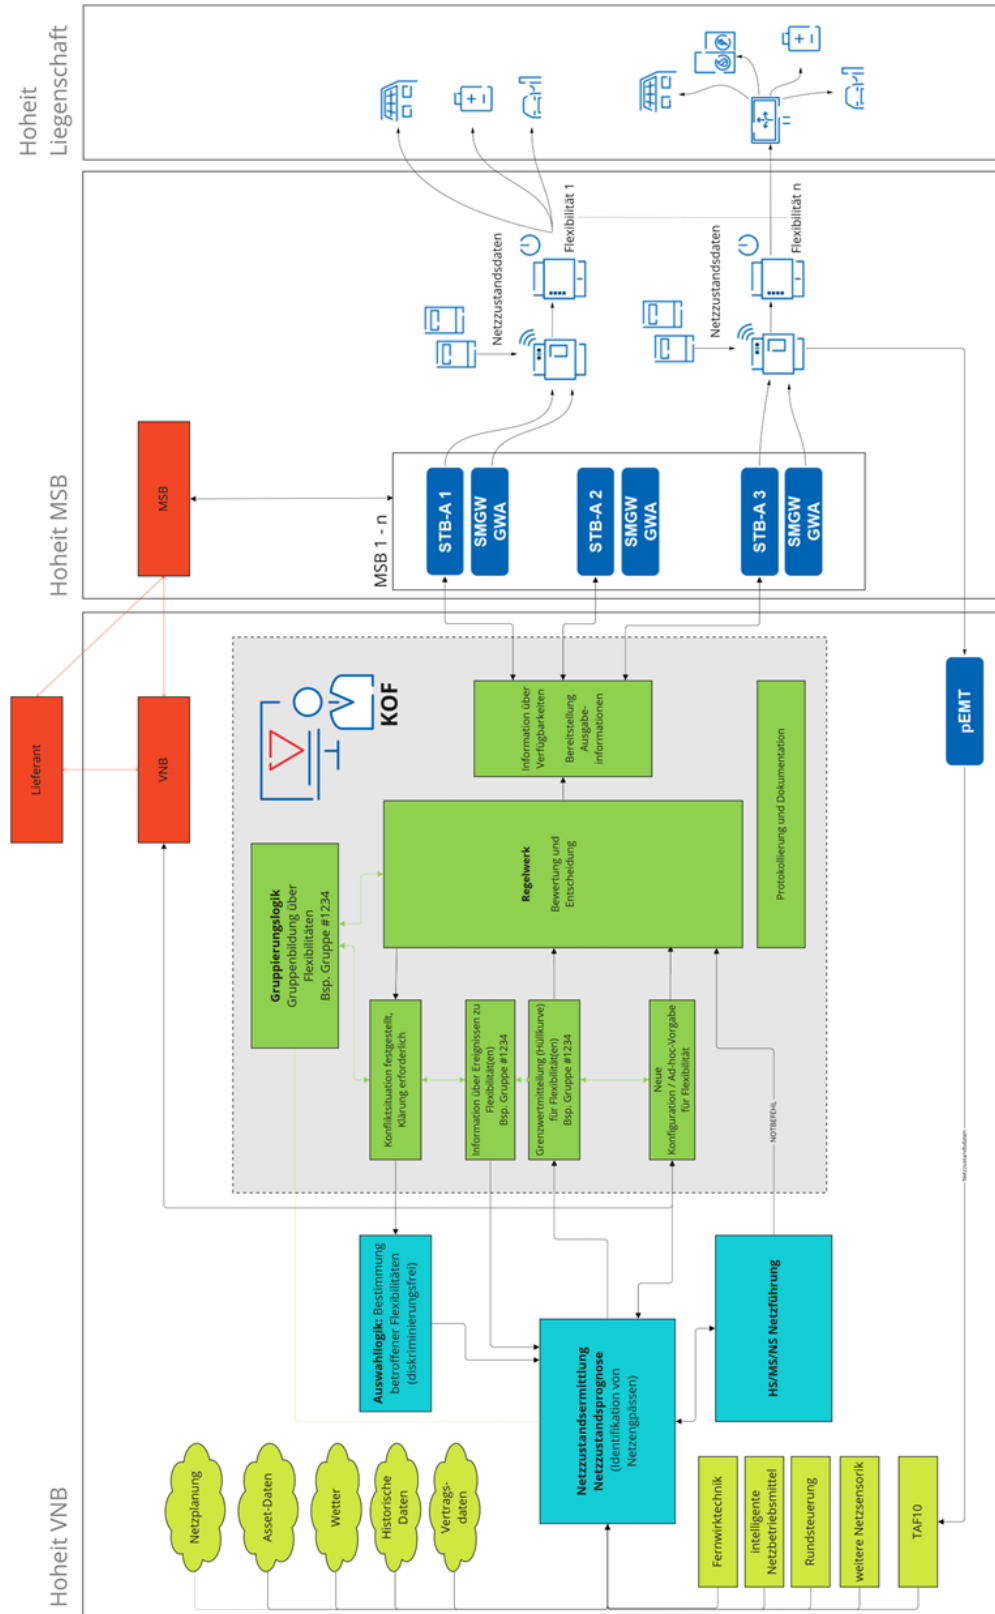 Hoheit VNB
Hoheit MSB
Hoheit
Liegenschaft
Lieferant
VNB
MSB
Netzplanung
Asset-Daten
Wetter
Historische
Daten
Vertrags-
daten
Fernwirktechnik
intelligente
Netzbetriebsmittel
Rundsteuerung
weitere Netzsensorik
TAF10
Auswahllogik: Bestimmung
betroffener Flexibilitäten
(diskriminierungsfrei)
Netzzustandsermittlung
Netzzustandsprognose
(Identifikation von
Netzengpässen)
HS/MS/NS Netzführung
NOTBEFEHL
Netzzustandsdaten
KOF
Gruppierungslogik
Gruppenbildung über
Flexibilitäten
Bsp. Gruppe #1234
Konfliktsituation festgestellt,
Klärung erforderlich
Information über Ereignissen zu
Flexibilität(en)
Bsp. Gruppe #1234
Grenzwertmitteilung (Hüllkurve)
für Flexibilität(en)
Bsp. Gruppe #1234
Neue
Konfiguration / Ad-hoc-Vorgabe
für Flexibilität
Regelwerk
Bewertung und
Entscheidung
Information über
Verfügbarkeiten
Bereitstellung
Ausgabe-
informationen
Protokollierung und Dokumentation
pEMT
MSB 1 - n
STB-A 1
SMGW
GWA
STB-A 2
SMGW
GWA
STB-A 3
SMGW
GWA
Netzzustandsdaten
Flexibilität 1
Netzzustandsdaten
Flexibilität n